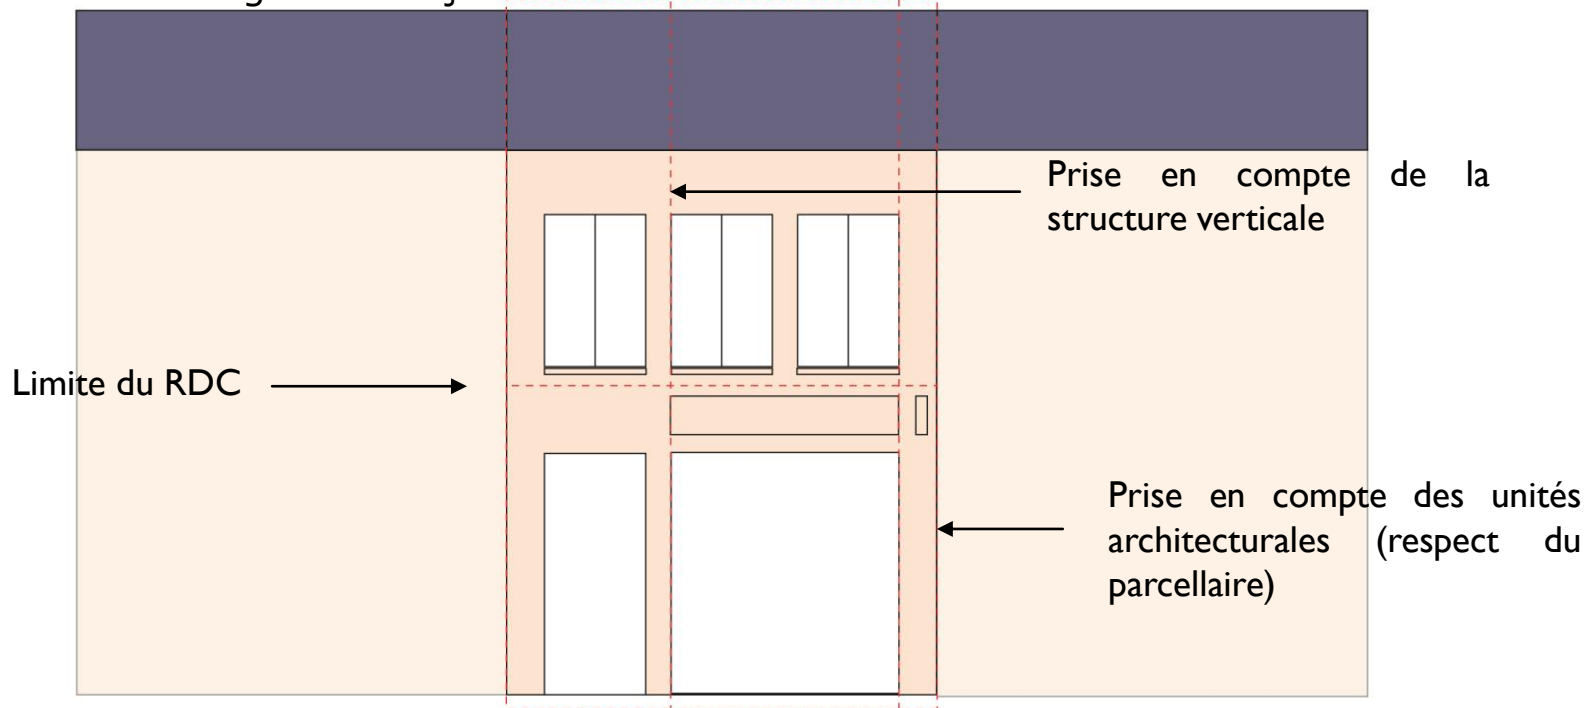 Prise en compte de la
structure verticale
Limite du RDC
Prise en compte des unités
architecturales (respect du
parcellaire)